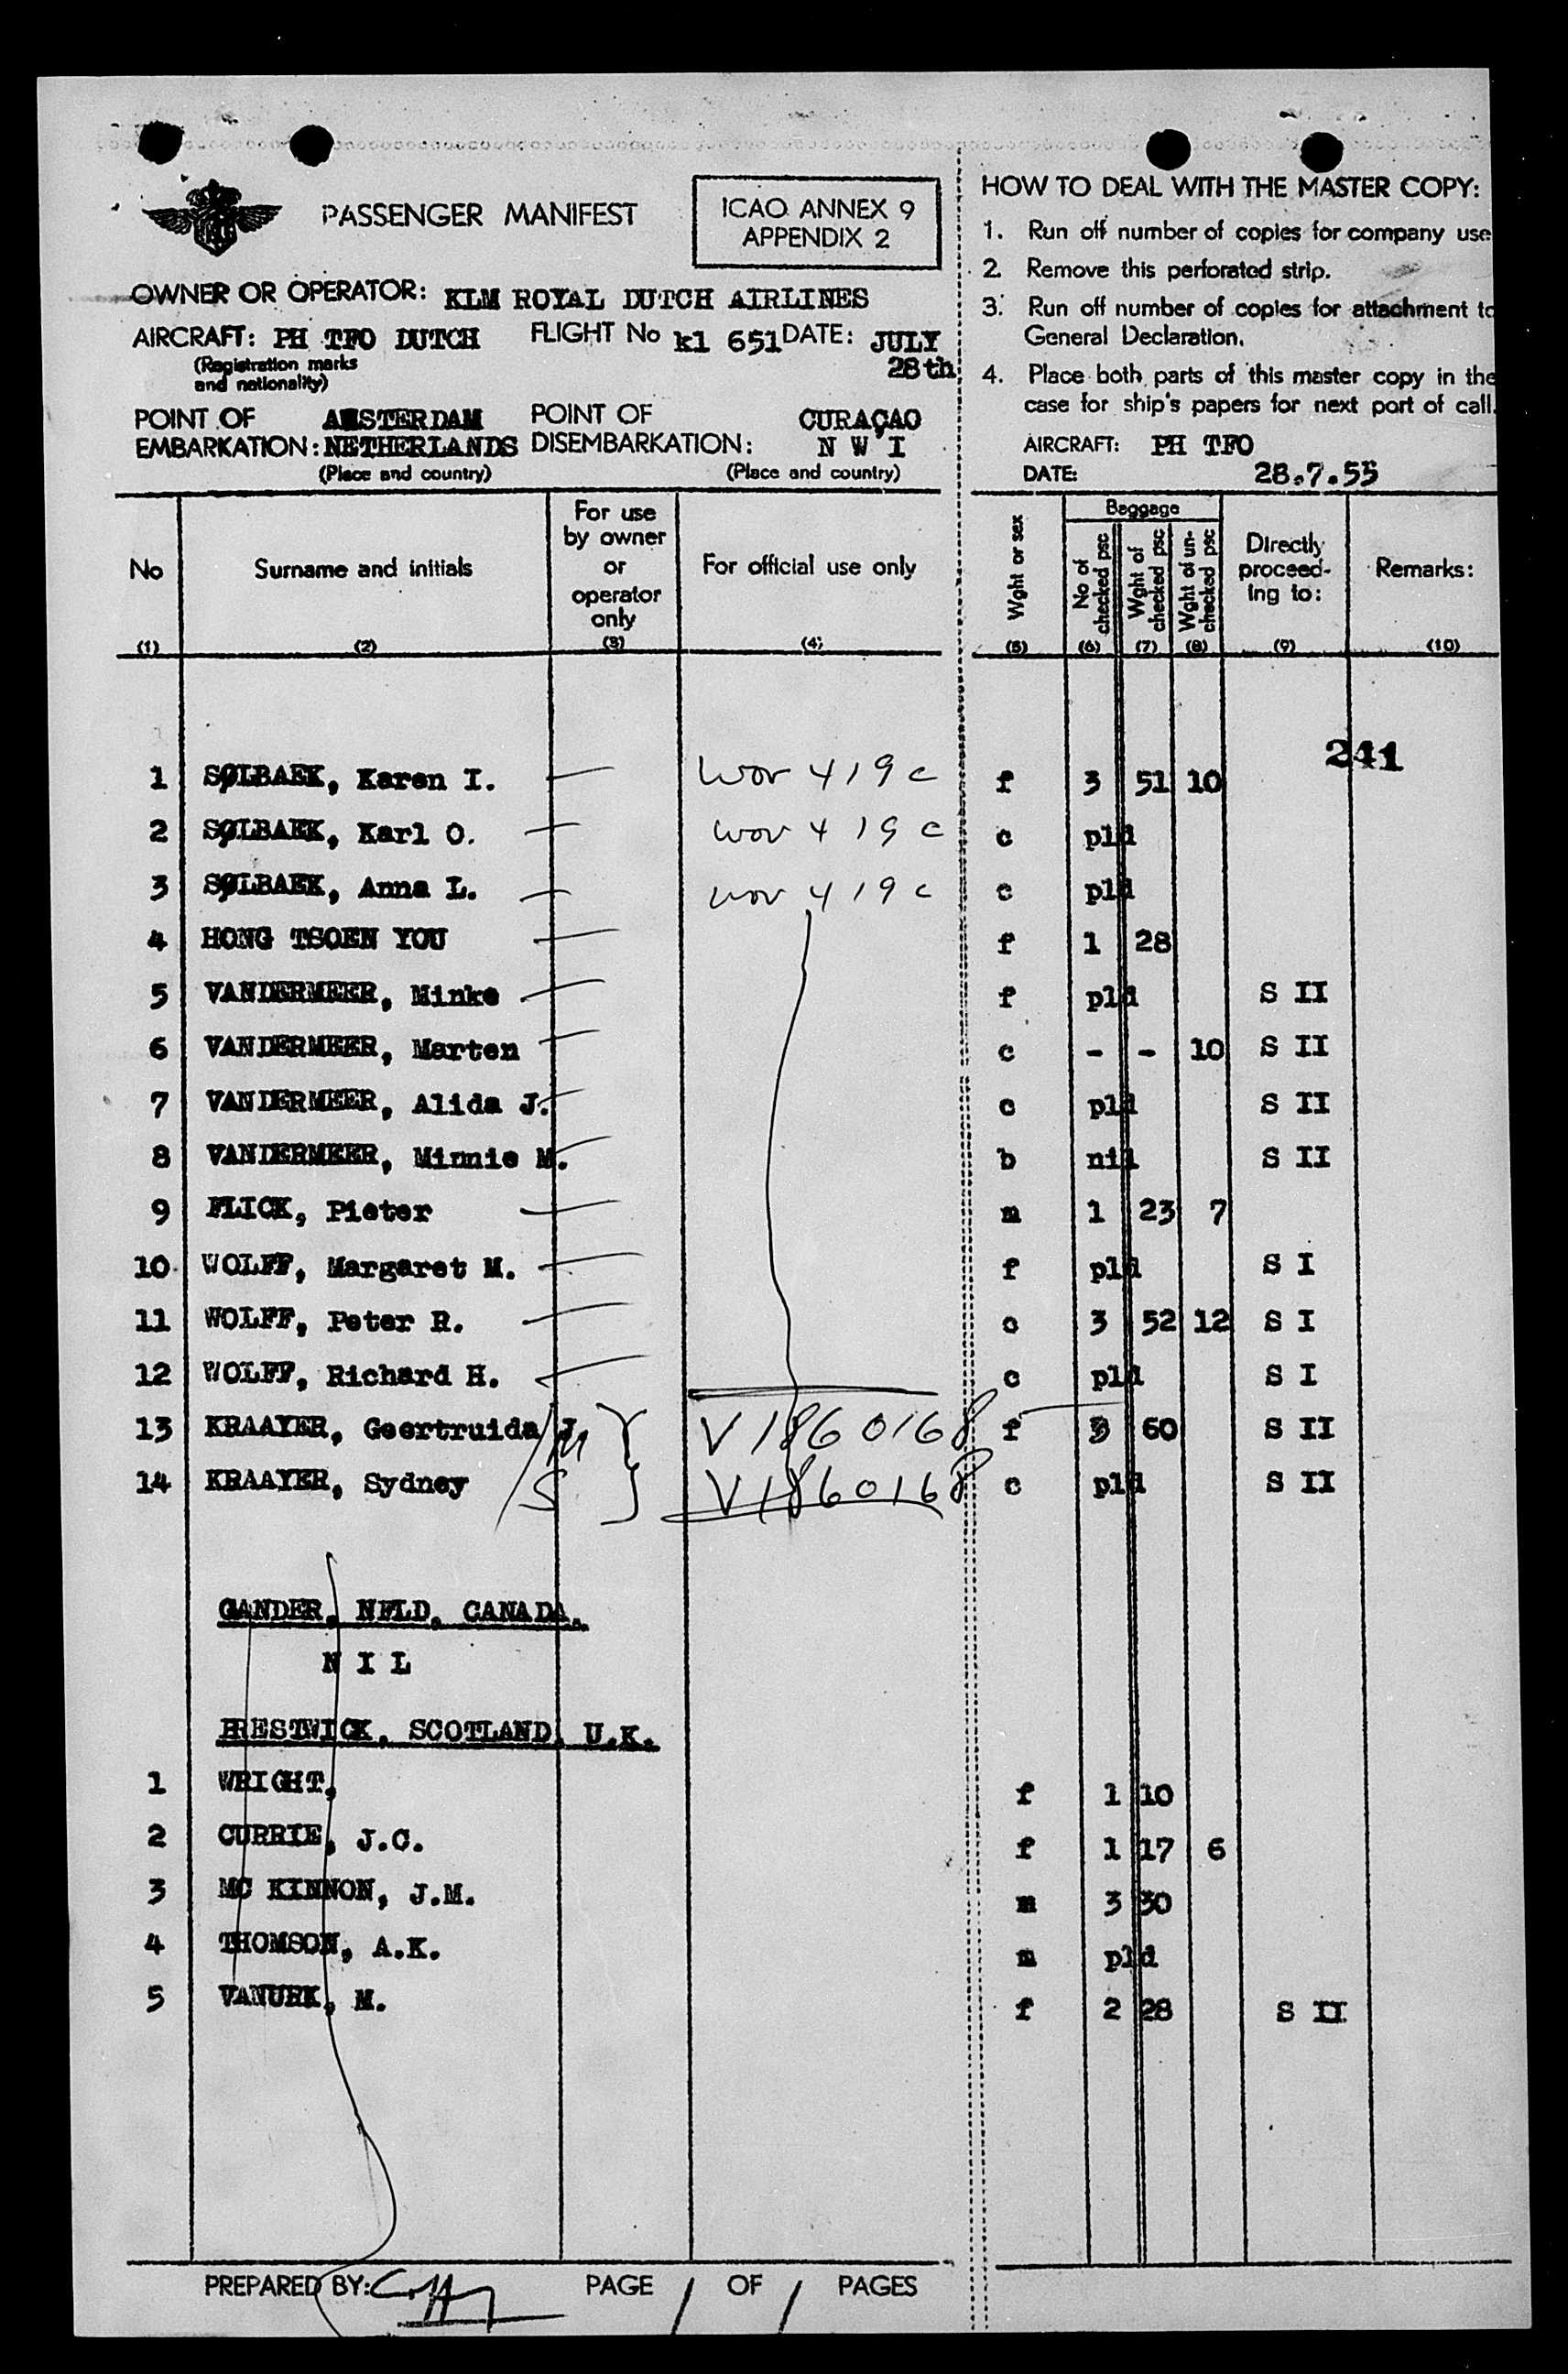 PASSENGER MANIFEST
ICAO ANNEX 9
APPENDIX 2
OWNER OR OPERATOR: KLM ROYAL DUTCH AIRLINES
AIRCRAFT: PH TFO DUTCH FLIGHT No kl 651 DATE: JULY
(Registration marks 28th
and nationality)
POINT OF AMSTERDAM POINT OF CURAÇAO
EMBARKATION: NETHERLANDS DISEMBARKATION: N W I
(Place and country) (Place and country)
HOW TO DEAL WITH THE MASTER COPY:
1. Run off number of copies for company use
2. Remove this perforated strip.
3. Run off number of copies for attachment to
General Declaration.
4. Place both parts of this master copy in the
case for ship's papers for next port of call.
AIRCRAFT: PH TFO
DATE: 28.7.55
No Surname and initials For use by owner or operator only For official use only Wght or sex Baggage No of checked psc Wght of checked psc Wght of un-checked psc Directly proceed-ing to: Remarks:
(1) (2) (3) (4) (5) (6) (7) (8) (9) (10)
241
1 SØLBAEK, Karen I. — wov 419c f 3 51 10
2 SØLBAEK, Karl O. — wov 419c c pld
3 SØLBAEK, Anna L. — wov 419c c pld
4 HONG TSOEN YOU — f 1 28
5 VANDERMEER, Minke — f pld S II
6 VANDERMEER, Marten — c - - 10 S II
7 VANDERMEER, Alida J. — c pld S II
8 VANDERMEER, Minnie M. — b nil S II
9 FLICK, Pieter — m 1 23 7
10 WOLFF, Margaret M. — f pld S I
11 WOLFF, Peter R. — c 3 52 12 S I
12 WOLFF, Richard H. — c pld S I
13 KRAAYER, Geertruida J. /M } V1860168 f 3 60 S II
14 KRAAYER, Sydney /S } V1860168 c pld S II
GANDER, NFLD. CANADA.
N I L
PRESTWICK, SCOTLAND, U.K.
1 WRIGHT, f 1 10
2 CURRIE, J.C. f 1 17 6
3 MC KINNON, J.M. m 3 30
4 THOMSON, A.K. m pld
5 VANURK, M. f 2 28 S II
PREPARED BY: PAGE 1 OF 1 PAGES